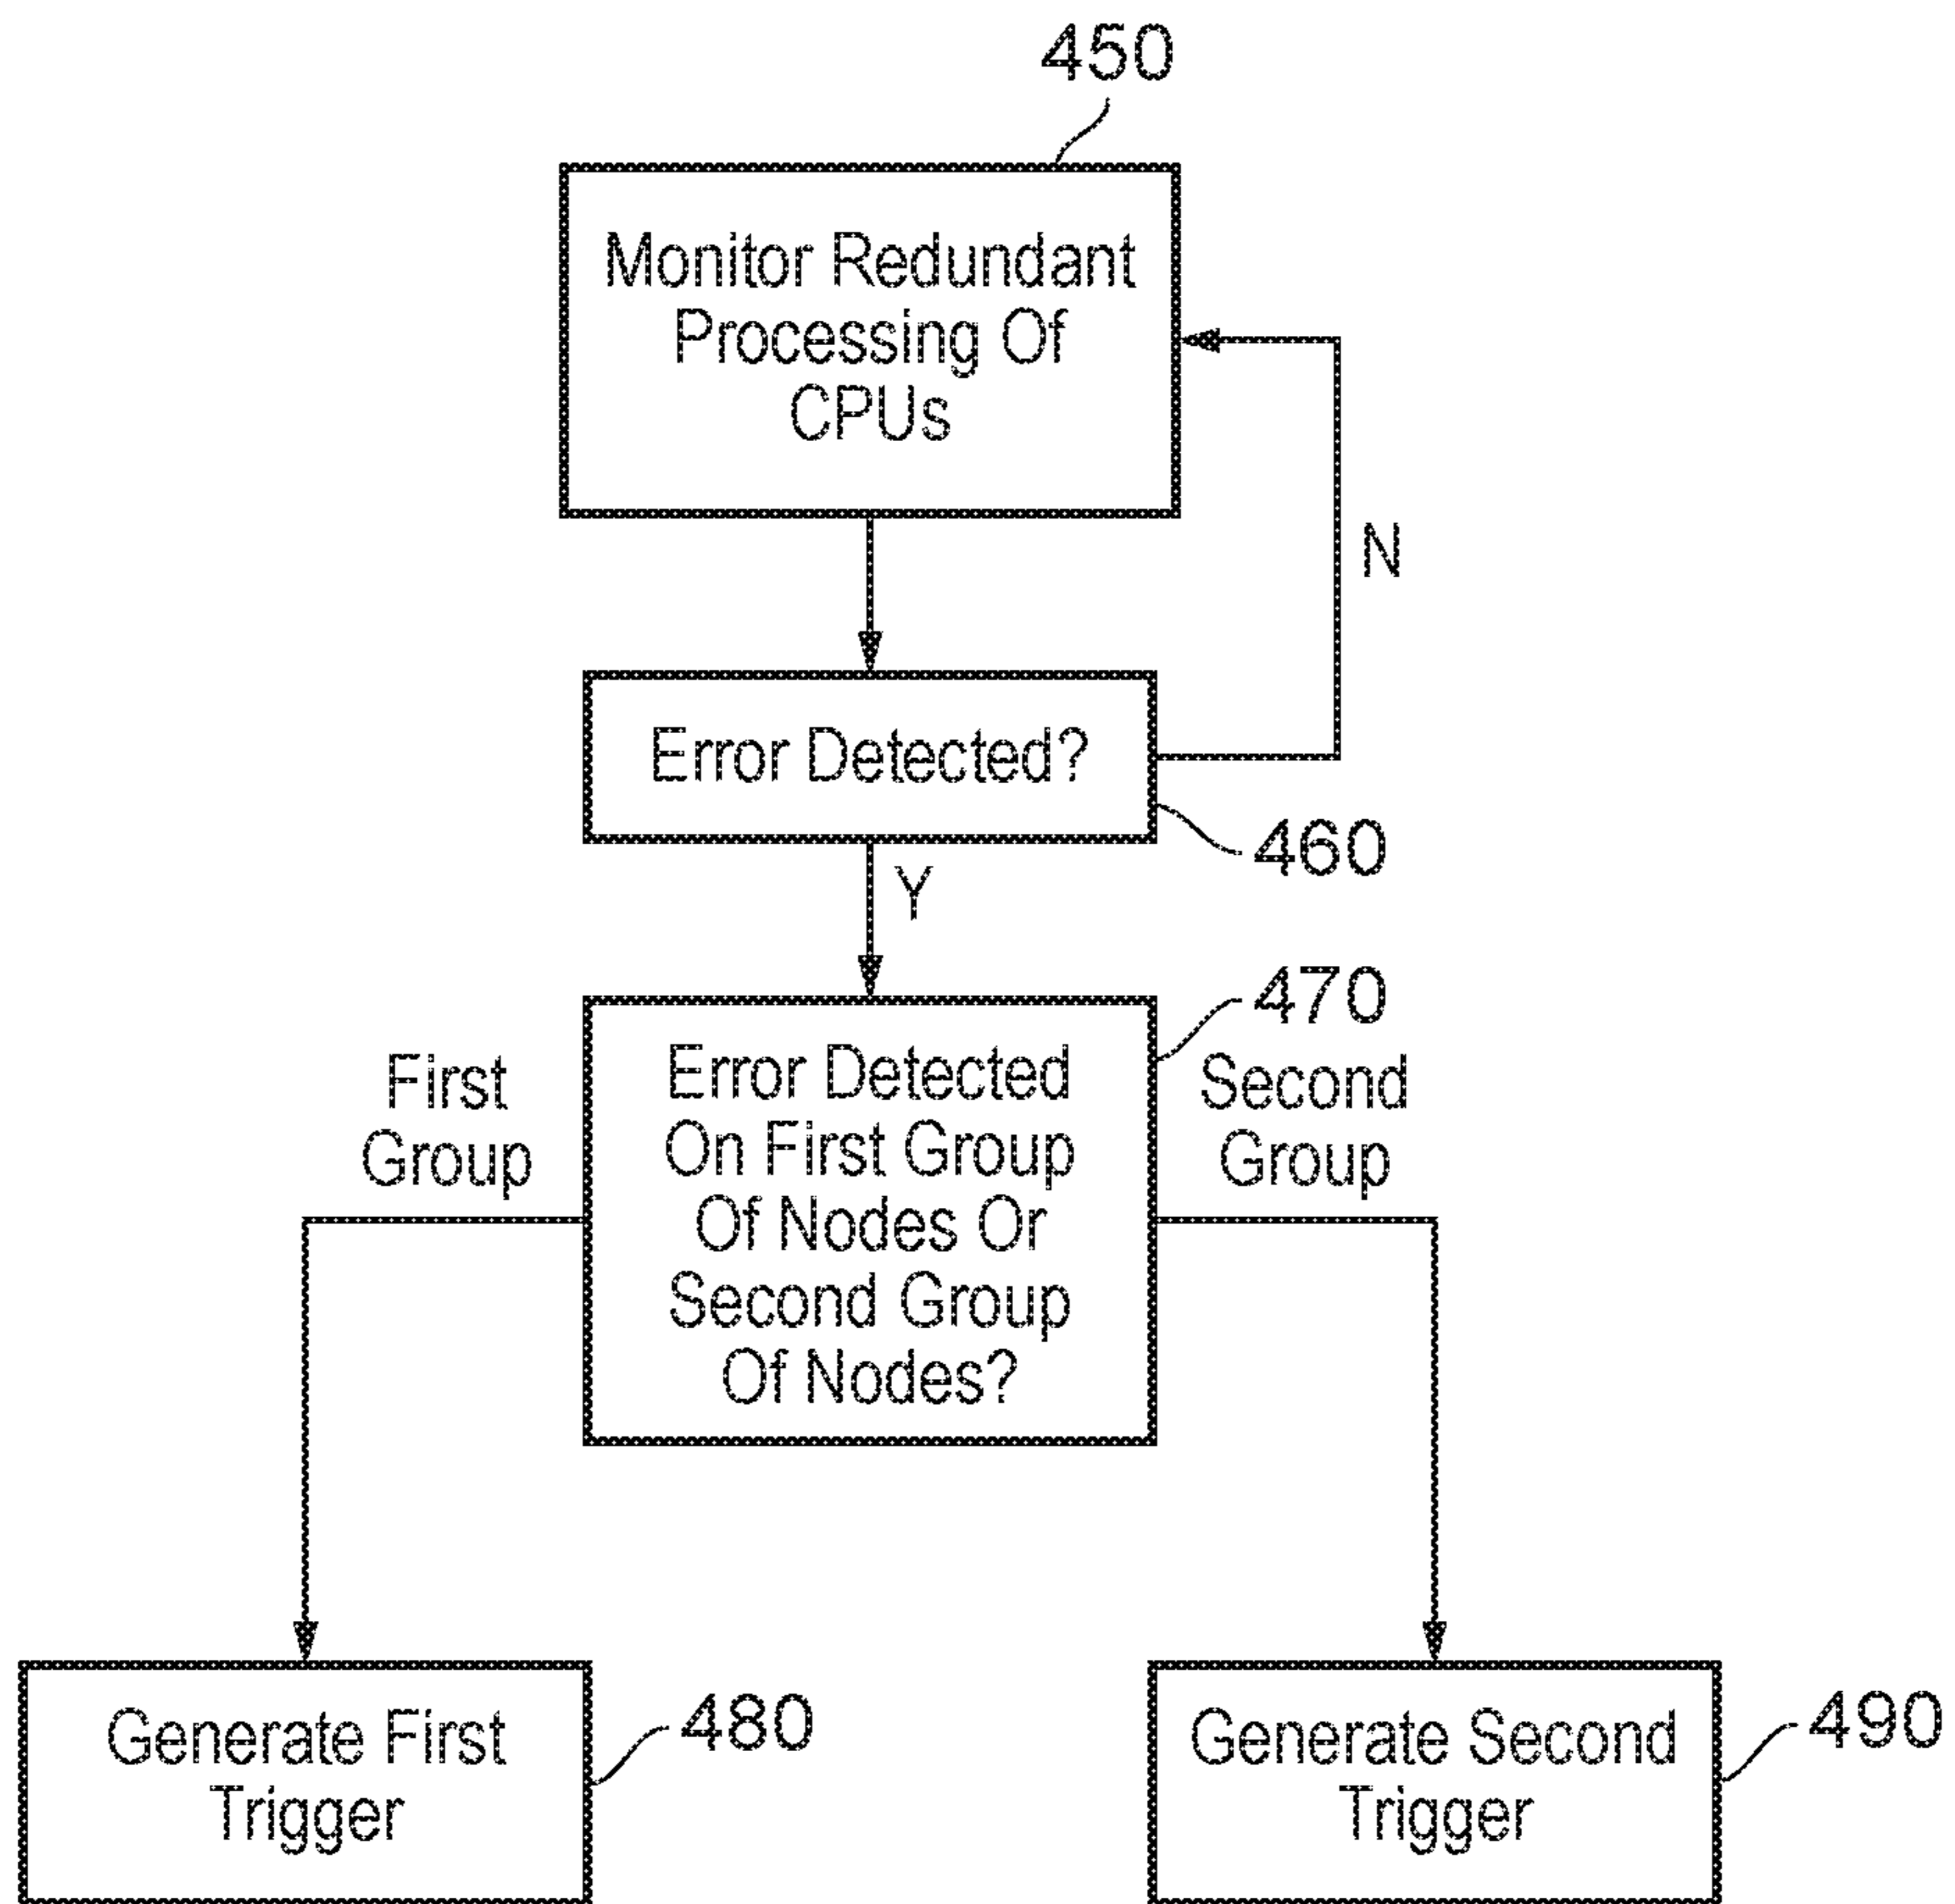 450
Monitor Redundant
Processing Of
CPUs
N
Error Detected?
460
Y
470
First
Group
Error Detected
On First Group
Of Nodes Or
Second Group
Of Nodes?
Second
Group
Generate First
Trigger
480
Generate Second
Trigger
490